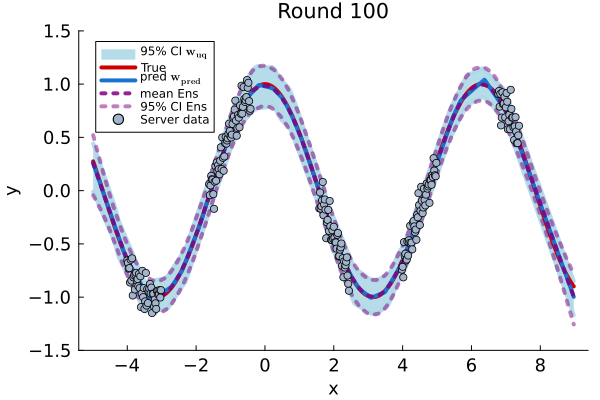 Round 100
1.5
1.0
0.5
0.0
−0.5
−1.0
−1.5
y
95% CI w_uq
True
pred w_pred
mean Ens
95% CI Ens
Server data
−4 −2 0 2 4 6 8
x